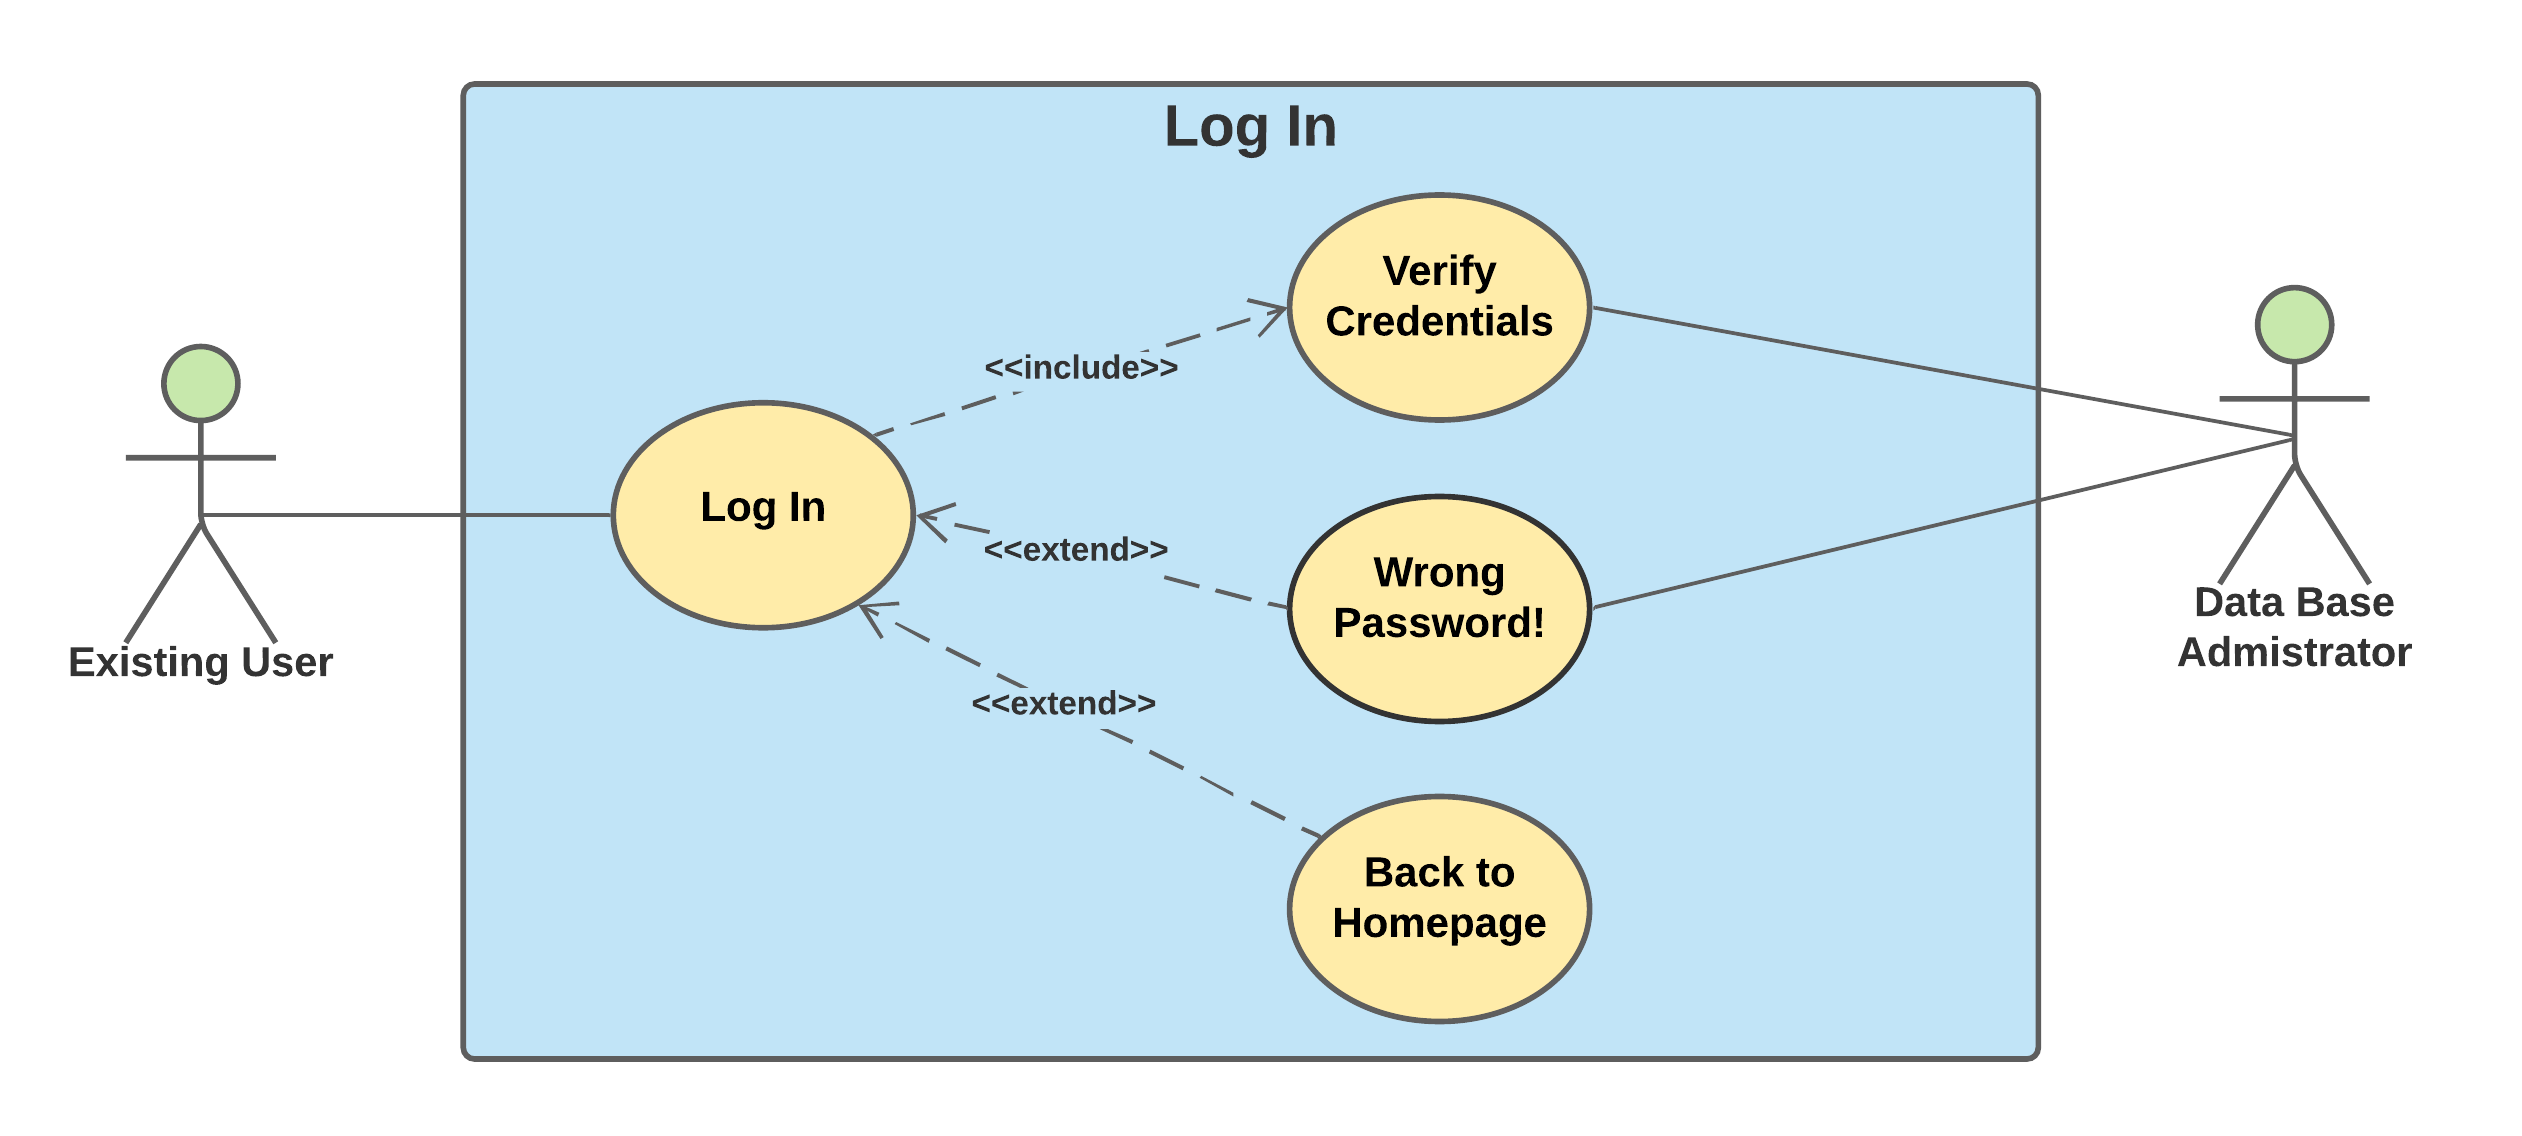 Log In
Verify
Credentials
<<include>>
Log In
<<extend>>
Wrong
Password!
<<extend>>
Back to
Homepage
Existing User
Data Base
Admistrator